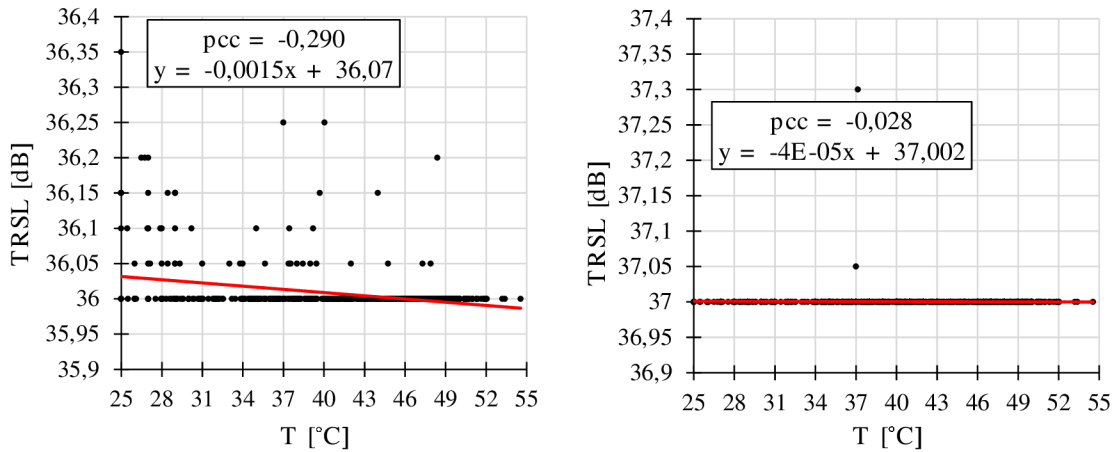 36,4
36,35
36,3
36,25
36,2
36,15
36,1
36,05
36
35,95
35,9
TRSL [dB]
pcc = -0,290
y = -0,0015x + 36,07
25 28 31 34 37 40 43 46 49 52 55
T [°C]
37,4
37,35
37,3
37,25
37,2
37,15
37,1
37,05
37
36,95
36,9
TRSL [dB]
pcc = -0,028
y = -4E-05x + 37,002
25 28 31 34 37 40 43 46 49 52 55
T [°C]